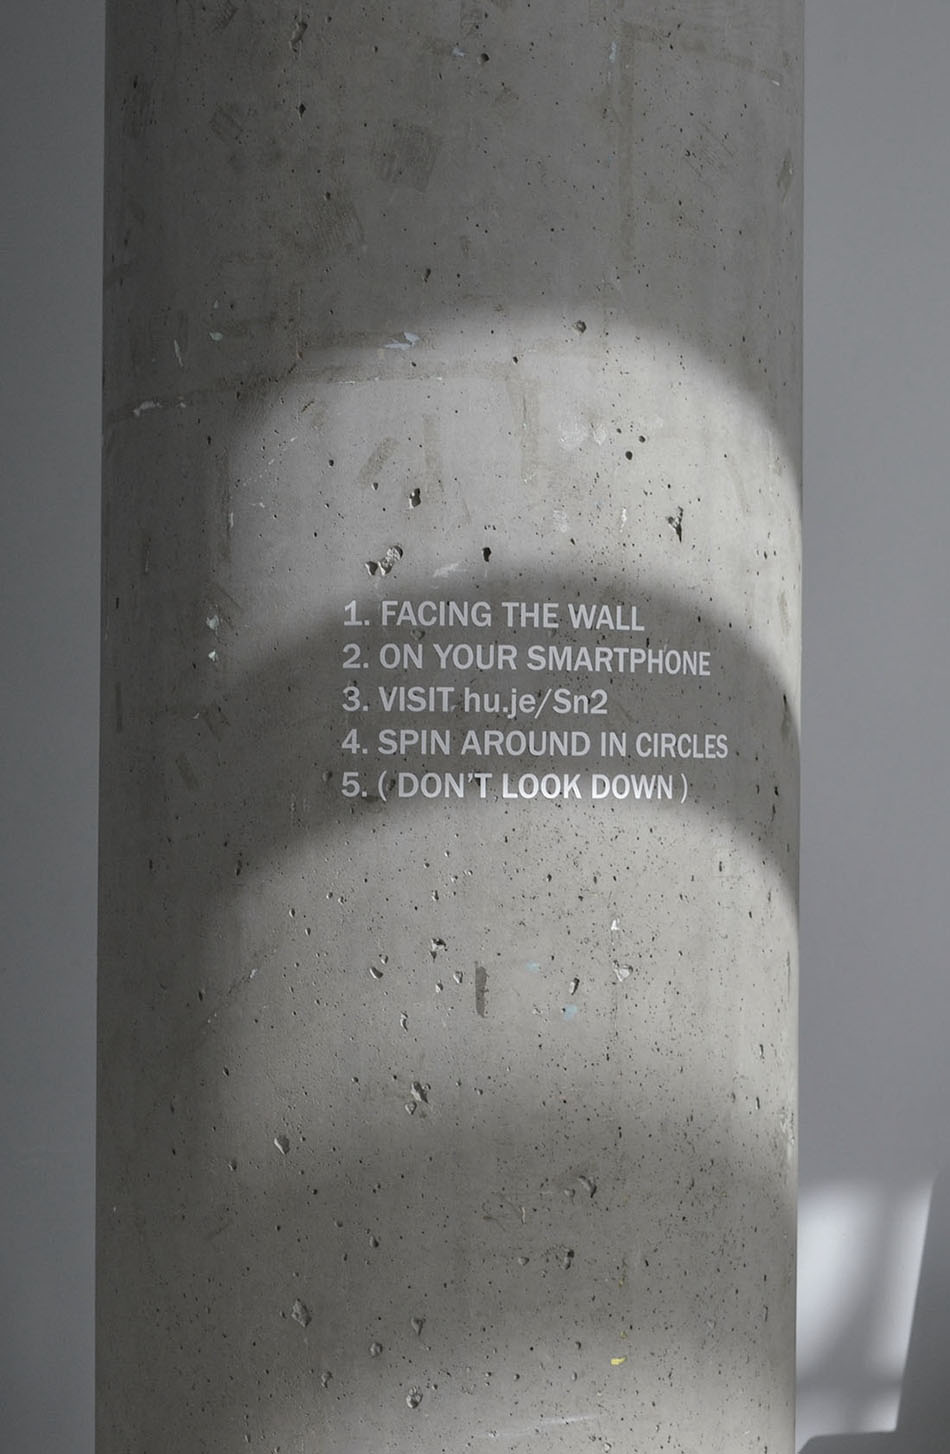 1. FACING THE WALL
2. ON YOUR SMARTPHONE
3. VISIT hu.je/Sn2
4. SPIN AROUND IN CIRCLES
5. ( DON'T LOOK DOWN )